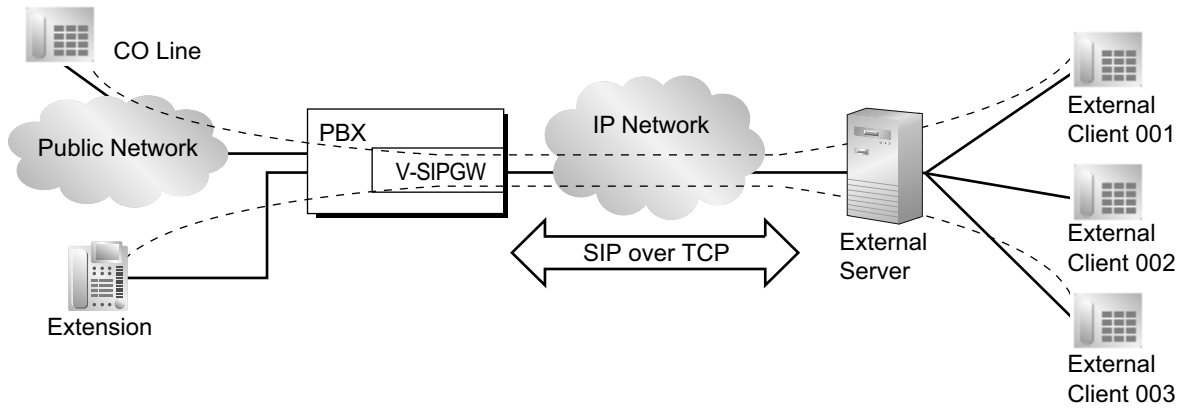 CO Line
Public Network
PBX
V-SIPGW
IP Network
SIP over TCP
Extension
External
Server
External
Client 001
External
Client 002
External
Client 003